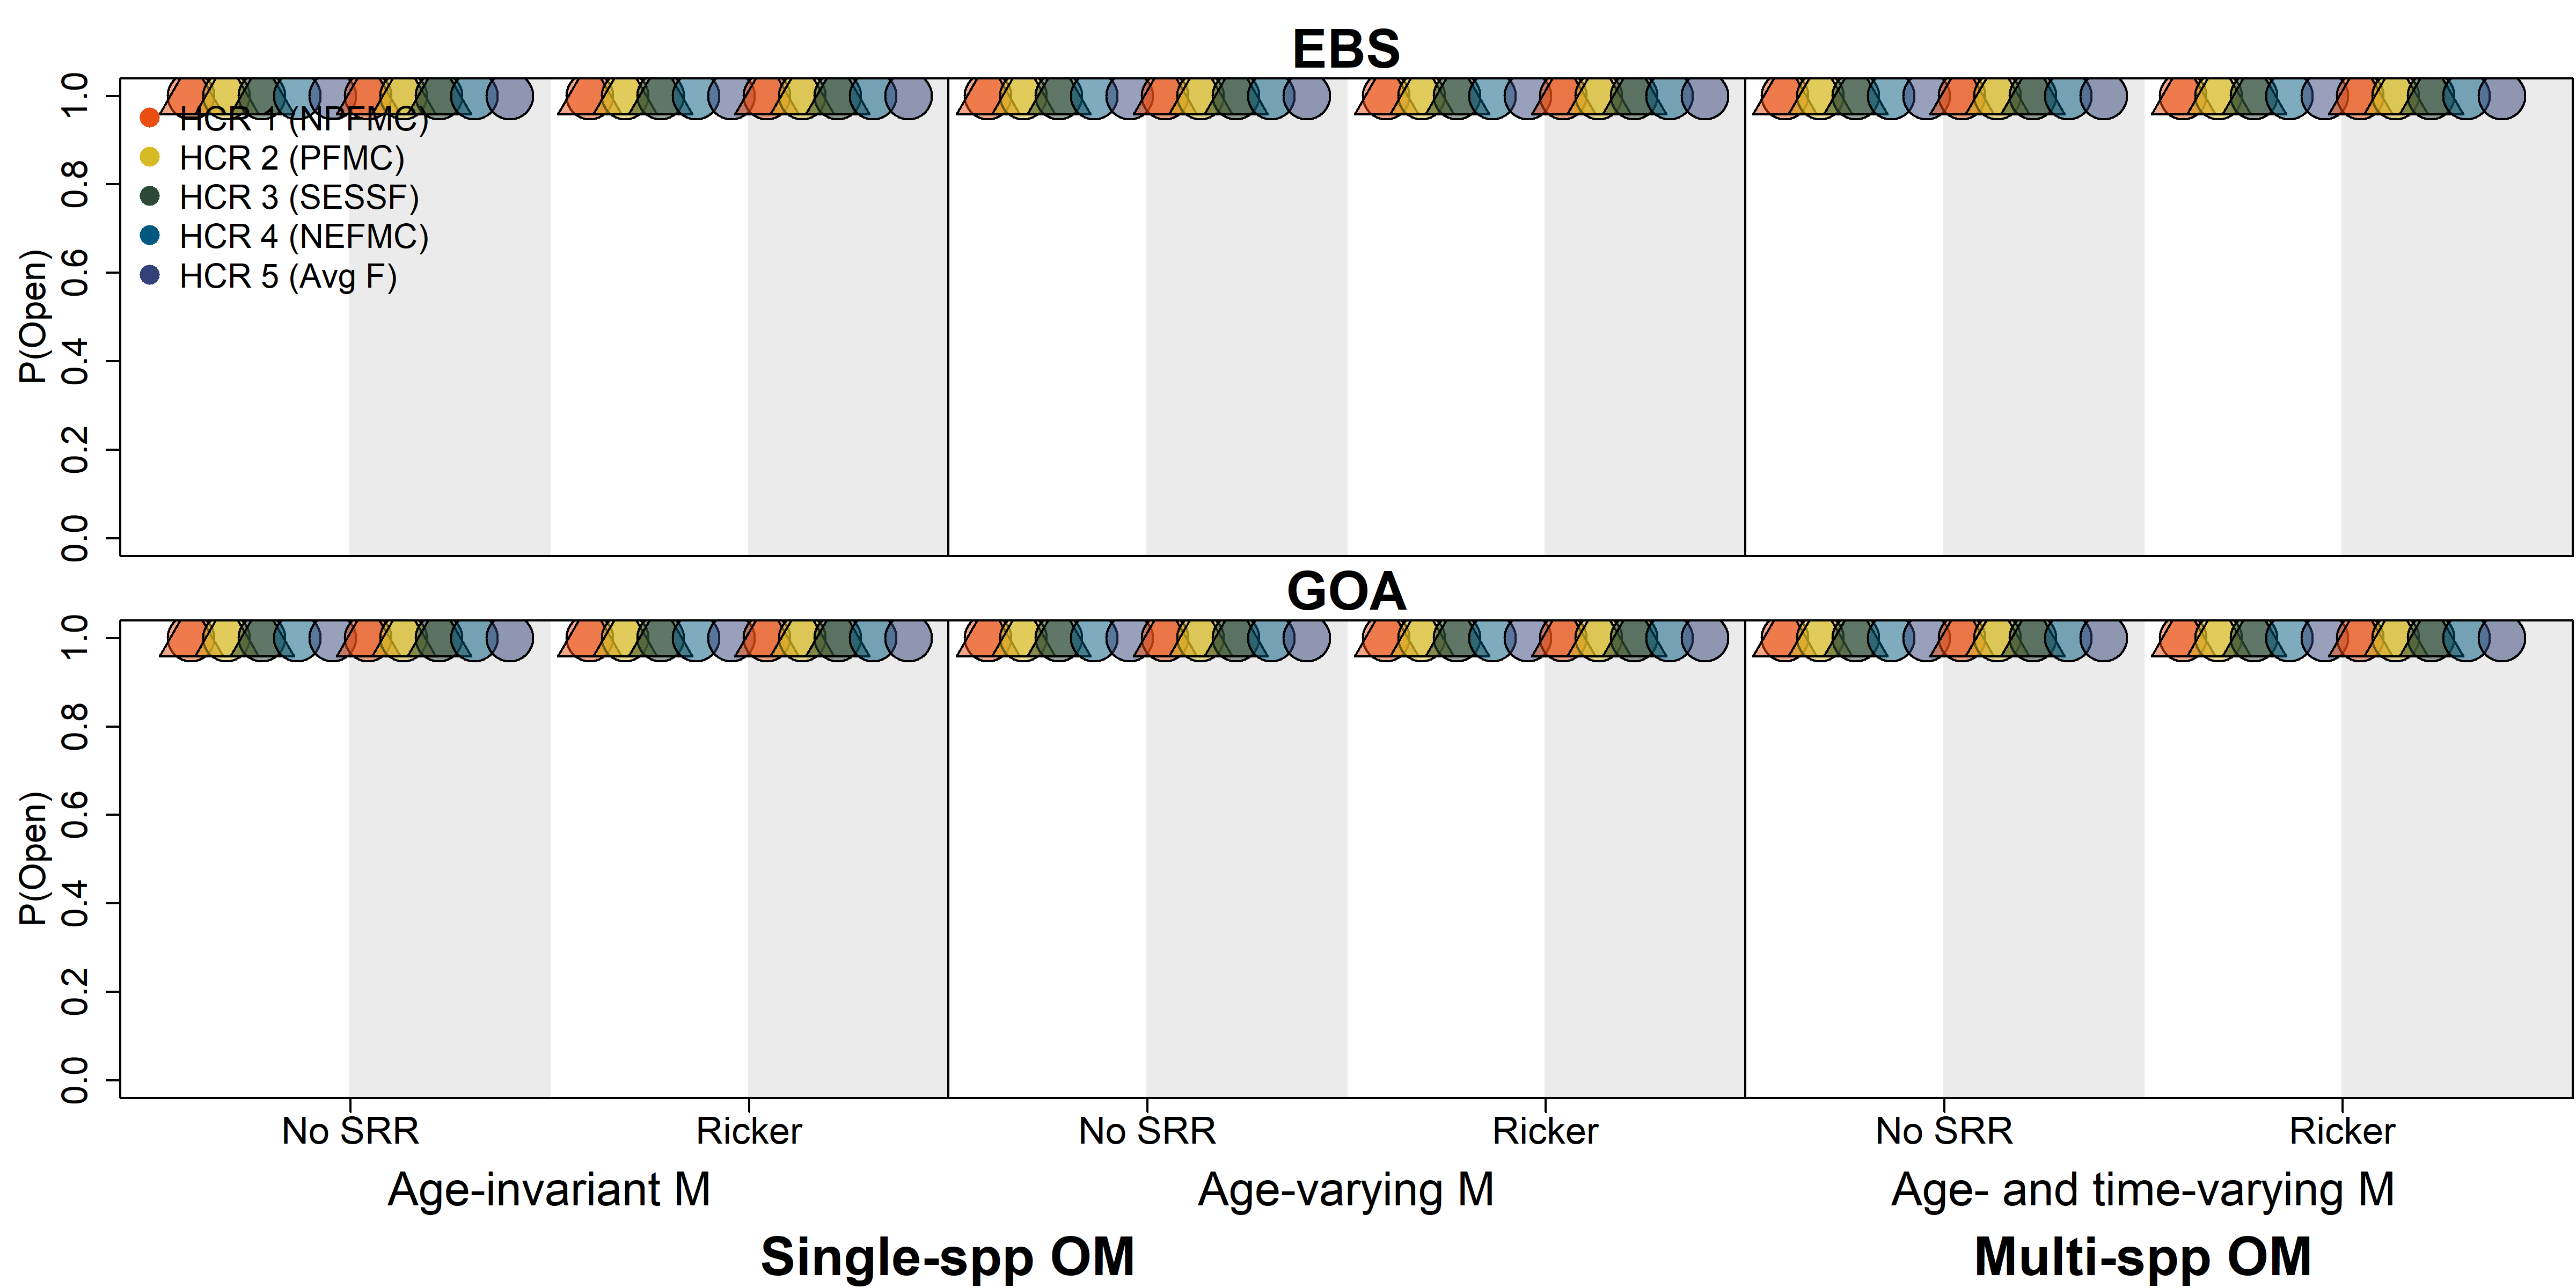 EBS
P(Open)
1.0
0.8
0.6
0.4
0.2
0.0
HCR 1 (NPFMC)
HCR 2 (PFMC)
HCR 3 (SESSF)
HCR 4 (NEFMC)
HCR 5 (Avg F)
GOA
P(Open)
1.0
0.8
0.6
0.4
0.2
0.0
No SRR Ricker No SRR Ricker No SRR Ricker
Age-invariant M Age-varying M Age- and time-varying M
Single-spp OM Multi-spp OM